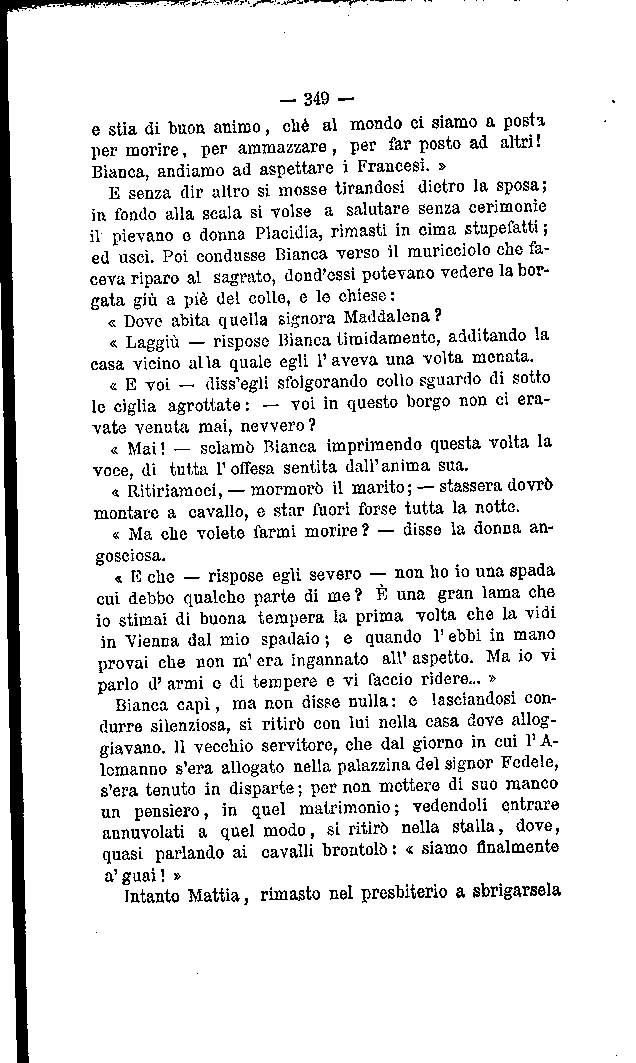 — 349 —
e stia di buon animo, chè al mondo ci siamo a posta
per morire, per ammazzare, per far posto ad altri!
Bianca, andiamo ad aspettare i Francesi. »
E senza dir altro si mosse tirandosi dietro la sposa;
in fondo alla scala si volse a salutare senza cerimonie
il pievano e donna Placidia, rimasti in cima stupefatti;
ed uscì. Poi condusse Bianca verso il muricciolo che fa-
ceva riparo al sagrato, dond'essi potevano vedere la bor-
gata giù a piè del colle, e le chiese:
« Dove abita quella signora Maddalena?
« Laggiù — rispose Bianca timidamente, additando la
casa vicino alla quale egli l'aveva una volta menata.
« E voi — diss'egli sfolgorando collo sguardo di sotto
le ciglia agrottate: — voi in questo borgo non ci era-
vate venuta mai, nevvero?
« Mai! — sclamò Bianca imprimendo questa volta la
voce, di tutta l'offesa sentita dall'anima sua.
« Ritiriamoci, — mormorò il marito; — stassera dovrò
montare a cavallo, e star fuori forse tutta la notte.
« Ma che volete farmi morire? — disse la donna an-
gosciosa.
« E che — rispose egli severo — non ho io una spada
cui debbo qualche parte di me? È una gran lama che
io stimai di buona tempera la prima volta che la vidi
in Vienna dal mio spadaio; e quando l'ebbi in mano
provai che non m'era ingannato all'aspetto. Ma io vi
parlo d'armi e di tempere e vi faccio ridere... »
Bianca capì, ma non disse nulla: e lasciandosi con-
durre silenziosa, si ritirò con lui nella casa dove allog-
giavano. Il vecchio servitore, che dal giorno in cui l'A-
lemanno s'era allogato nella palazzina del signor Fedele,
s'era tenuto in disparte; per non mettere di suo manco
un pensiero, in quel matrimonio; vedendoli entrare
annuvolati a quel modo, si ritirò nella stalla, dove,
quasi parlando ai cavalli brontolò: « siamo finalmente
a' guai! »
Intanto Mattia, rimasto nel presbiterio a sbrigarsela